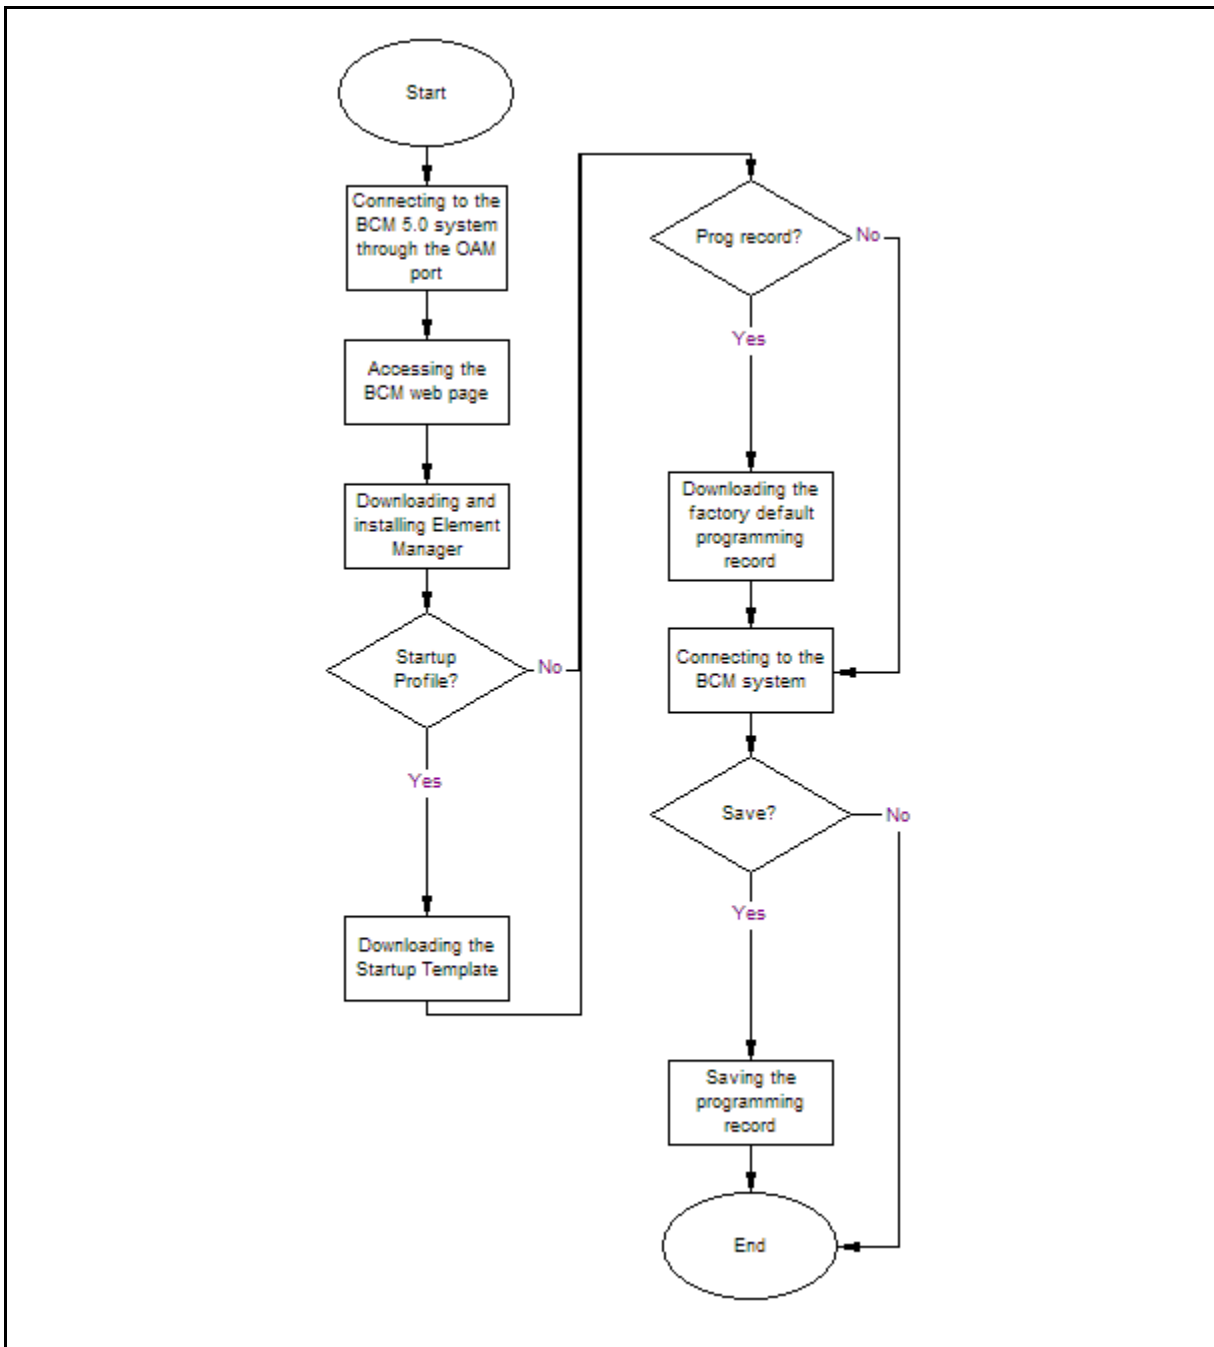 Start
Connecting to the
BCM 5.0 system
through the OAM
port
Accessing the
BCM web page
Downloading and
installing Element
Manager
Startup
Profile?
No
Yes
Downloading the
Startup Template
Prog record?
No
Yes
Downloading the
factory default
programming
record
Connecting to the
BCM system
Save?
No
Yes
Saving the
programming
record
End